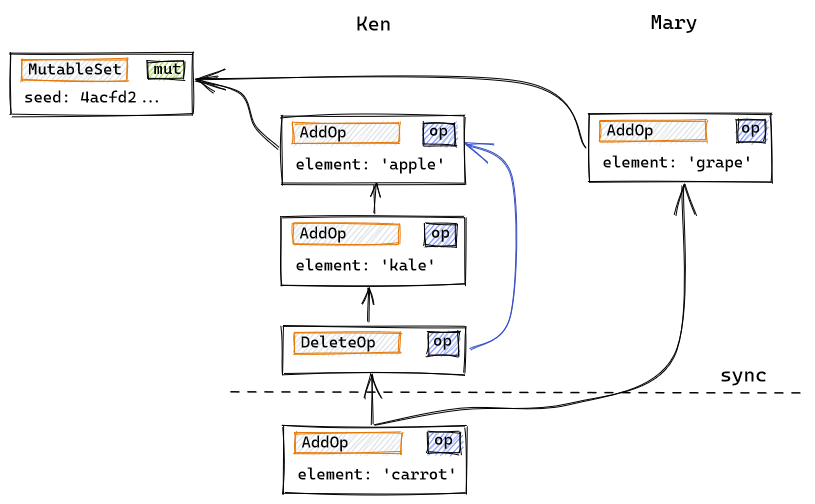 Ken
Mary
MutableSet mut
seed: 4acfd2...
AddOp op
element: 'apple'
AddOp op
element: 'grape'
AddOp op
element: 'kale'
DeleteOp op
sync
AddOp op
element: 'carrot'